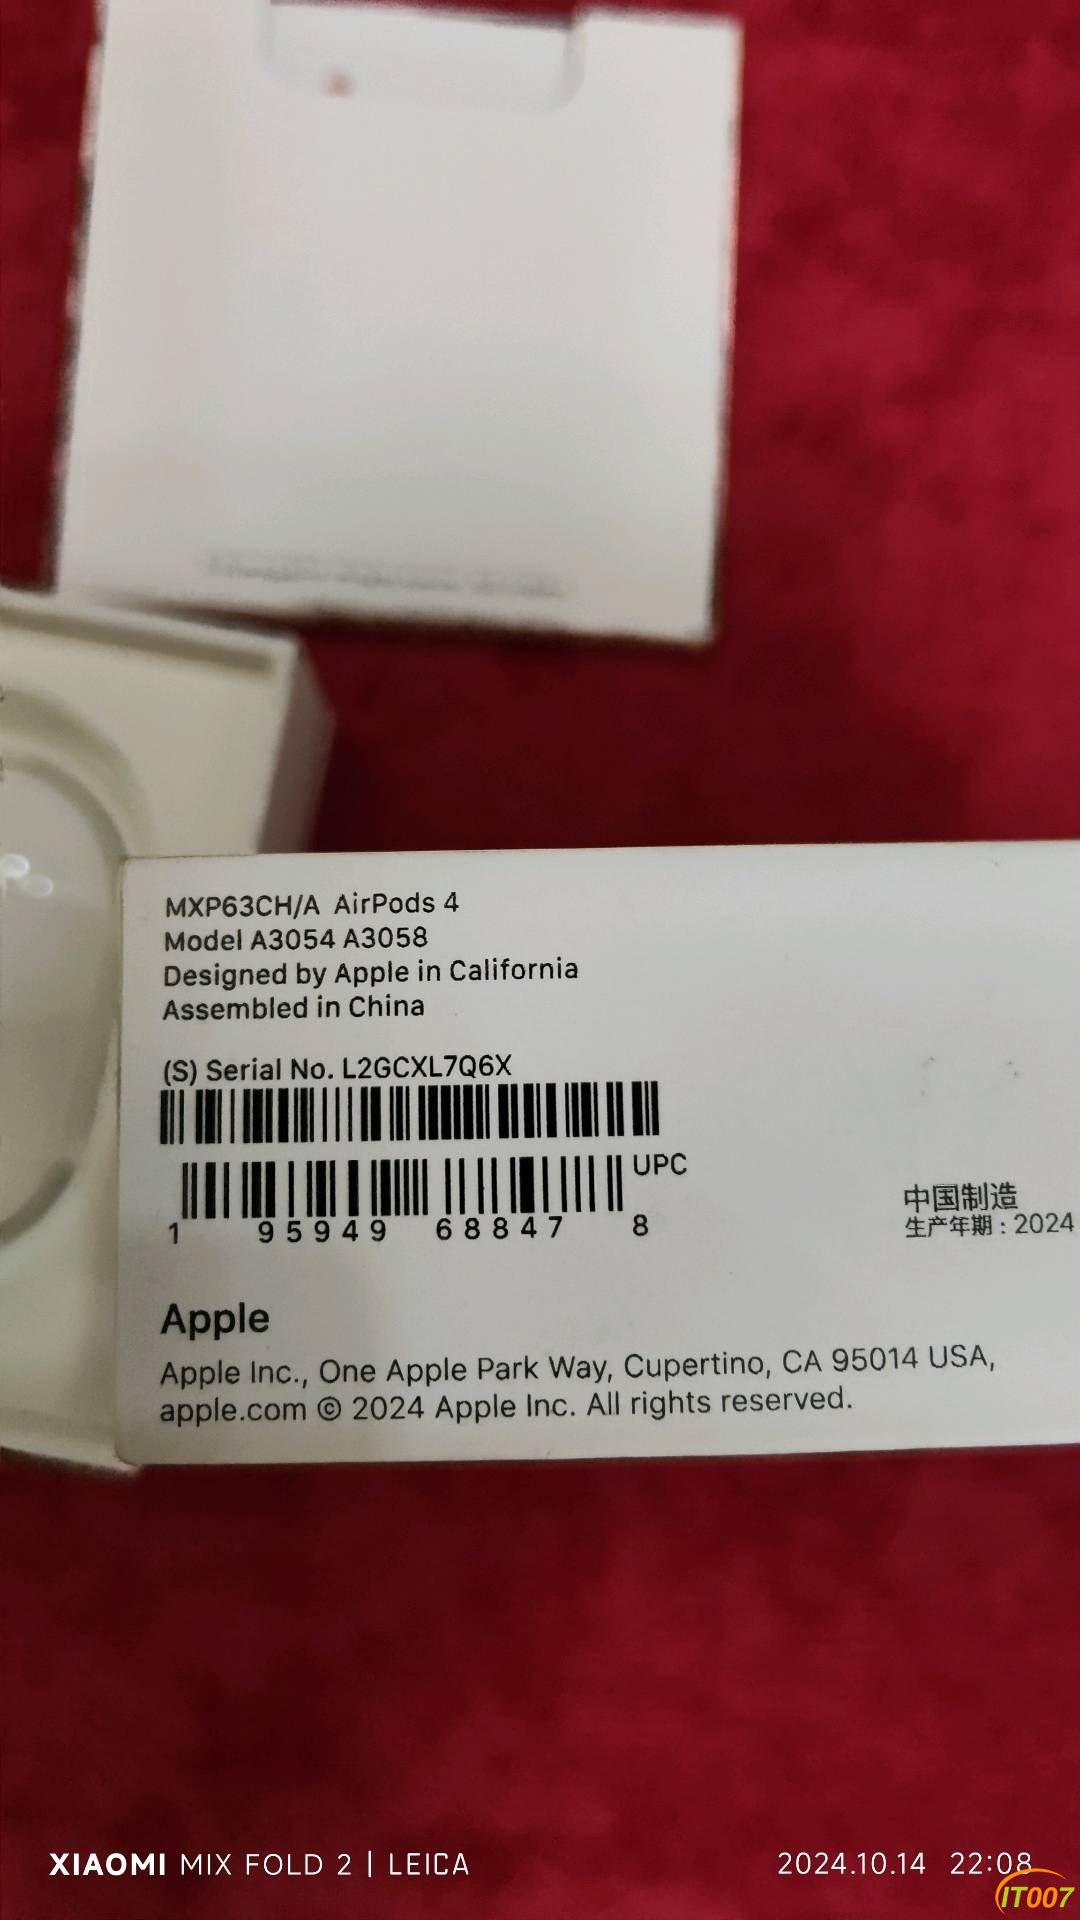 MXP63CH/A AirPods 4
Model A3054 A3058
Designed by Apple in California
Assembled in China
(S) Serial No. L2GCXL7Q6X
UPC
1 95949 68847 8
中国制造
生产年期 : 2024
Apple
Apple Inc., One Apple Park Way, Cupertino, CA 95014 USA,
apple.com © 2024 Apple Inc. All rights reserved.
XIAOMI MIX FOLD 2 | LEICA
2024.10.14 22:08
IT007